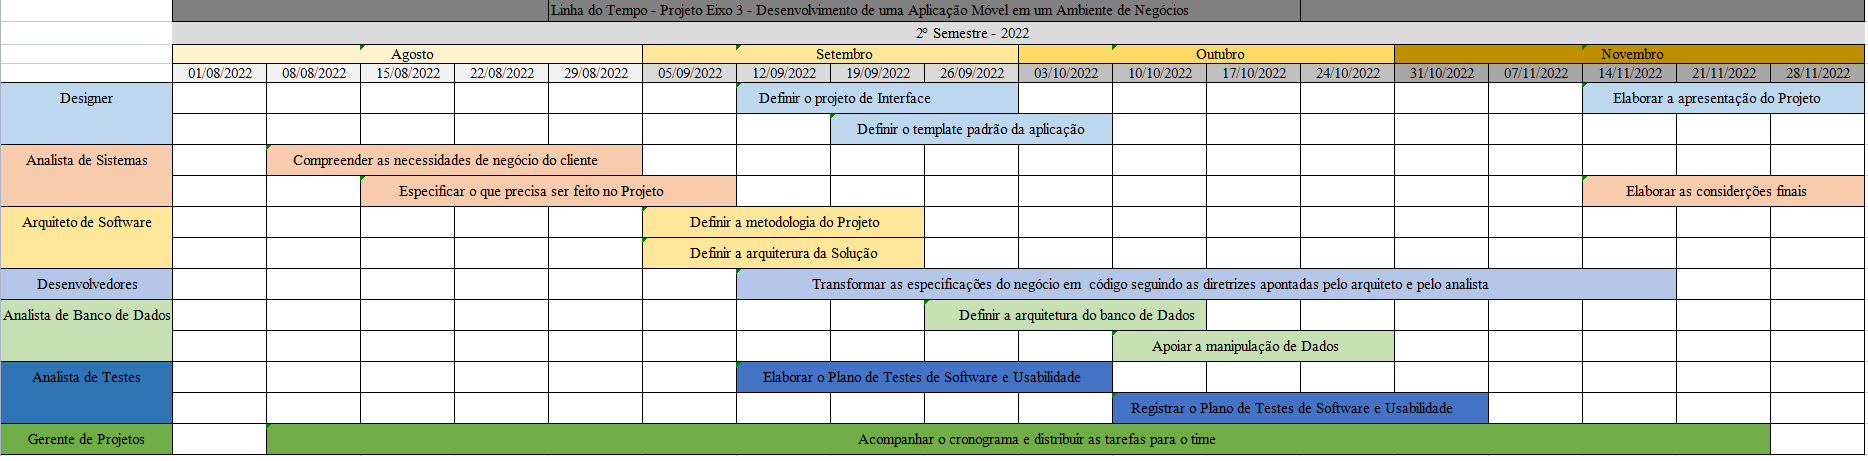 Linha do Tempo - Projeto Eixo 3 - Desenvolvimento de uma Aplicação Móvel em um Ambiente de Negócios
2° Semestre - 2022
Agosto Setembro Outubro Novembro
01/08/2022 08/08/2022 15/08/2022 22/08/2022 29/08/2022 05/09/2022 12/09/2022 19/09/2022 26/09/2022 03/10/2022 10/10/2022 17/10/2022 24/10/2022 31/10/2022 07/11/2022 14/11/2022 21/11/2022 28/11/2022
Designer Definir o projeto de Interface Elaborar a apresentação do Projeto
Definir o template padrão da aplicação
Analista de Sistemas Compreender as necessidades de negócio do cliente
Especificar o que precisa ser feito no Projeto Elaborar as considerções finais
Arquiteto de Software Definir a metodologia do Projeto
Definir a arquiterura da Solução
Desenvolvedores Transformar as especificações do negócio em código seguindo as diretrizes apontadas pelo arquiteto e pelo analista
Analista de Banco de Dados Definir a arquitetura do banco de Dados
Apoiar a manipulação de Dados
Analista de Testes Elaborar o Plano de Testes de Software e Usabilidade
Registrar o Plano de Testes de Software e Usabilidade
Gerente de Projetos Acompanhar o cronograma e distribuir as tarefas para o time